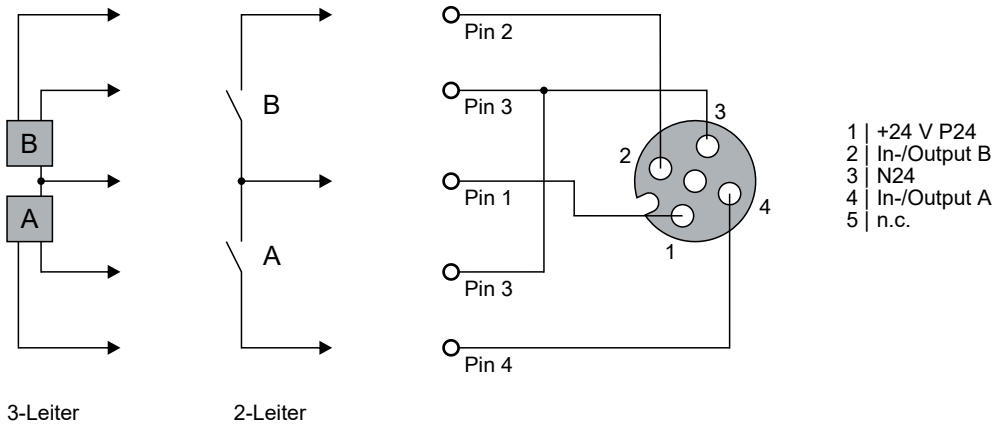 Pin 2
B
Pin 3
3
B
2
1 | +24 V P24
2 | In-/Output B
3 | N24
4 | In-/Output A
5 | n.c.
Pin 1
A
4
A
1
Pin 3
Pin 4
3-Leiter
2-Leiter